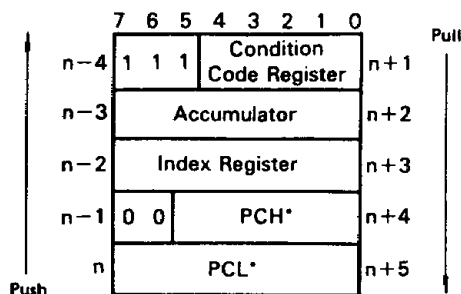 7 6 5 4 3 2 1 0
Pull
n−4 1 1 1 Condition Code Register n+1
n−3 Accumulator n+2
n−2 Index Register n+3
n−1 0 0 PCH* n+4
n PCL* n+5
Push